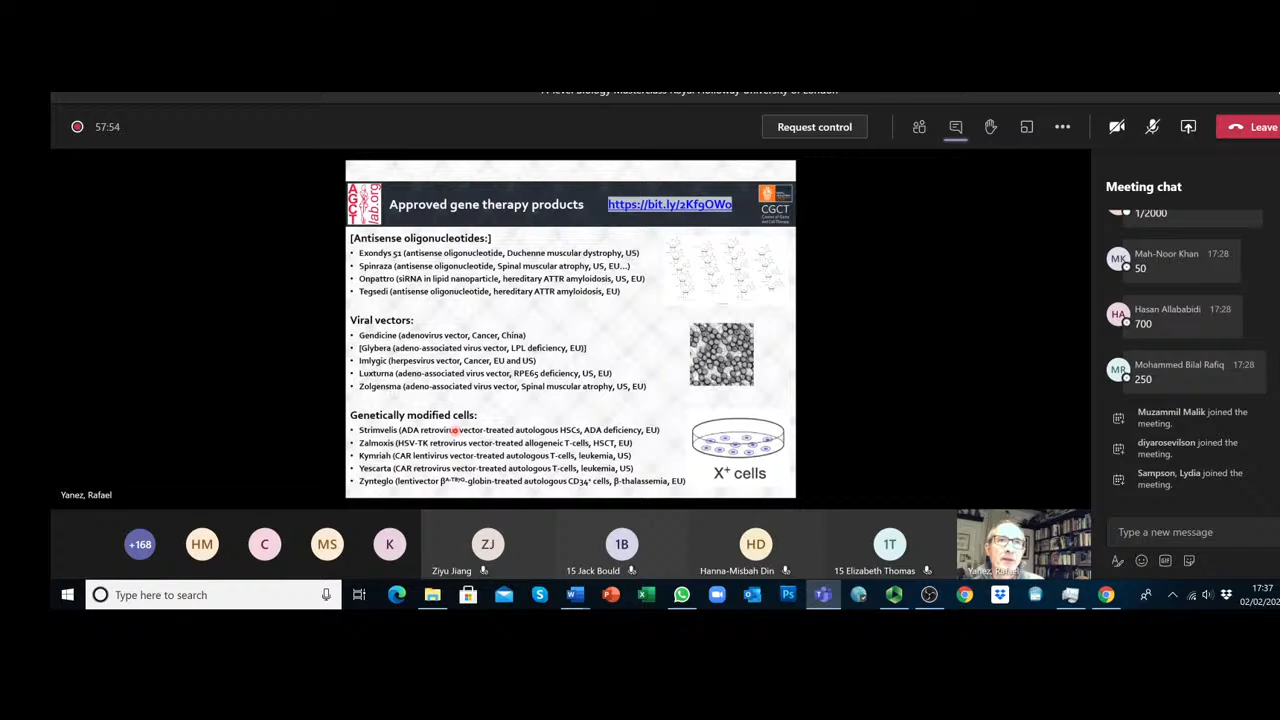 A-level Biology Masterclass Royal Holloway University of London
57:54
Request control
Leave
AGCT
lab.org
Approved gene therapy products
https://bit.ly/2Kf9OWo
CGCT
[Antisense oligonucleotides:]
• Exondys 51 (antisense oligonucleotide, Duchenne muscular dystrophy, US)
• Spinraza (antisense oligonucleotide, Spinal muscular atrophy, US, EU...)
• Onpattro (siRNA in lipid nanoparticle, hereditary ATTR amyloidosis, US, EU)
• Tegsedi (antisense oligonucleotide, hereditary ATTR amyloidosis, EU)
Viral vectors:
• Gendicine (adenovirus vector, Cancer, China)
• [Glybera (adeno-associated virus vector, LPL deficiency, EU)]
• Imlygic (herpesvirus vector, Cancer, EU and US)
• Luxturna (adeno-associated virus vector, RPE65 deficiency, US, EU)
• Zolgensma (adeno-associated virus vector, Spinal muscular atrophy, US, EU)
Genetically modified cells:
• Strimvelis (ADA retrovirus vector-treated autologous HSCs, ADA deficiency, EU)
• Zalmoxis (HSV-TK retrovirus vector-treated allogeneic T-cells, HSCT, EU)
• Kymriah (CAR lentivirus vector-treated autologous T-cells, leukemia, US)
• Yescarta (CAR retrovirus vector-treated autologous T-cells, leukemia, US)
• Zynteglo (lentivector βᴬ⁻ᵀ⁸⁷Q-globin-treated autologous CD34⁺ cells, β-thalassemia, EU)
X⁺ cells
Meeting chat
1/2000
MK
Mah-Noor Khan 17:28
50
HA
Hasan Allababidi 17:28
700
MR
Mohammed Bilal Rafiq 17:28
250
Muzammil Malik joined the
meeting.
diyarosevilson joined the
meeting.
Sampson, Lydia joined the
meeting.
Type a new message
Yanez, Rafael
+168
HM
C
MS
K
ZJ
Ziyu Jiang
1B
15 Jack Bould
HD
Hanna-Misbah Din
1T
15 Elizabeth Thomas
Yanez, Rafael
Type here to search
17:37
02/02/202